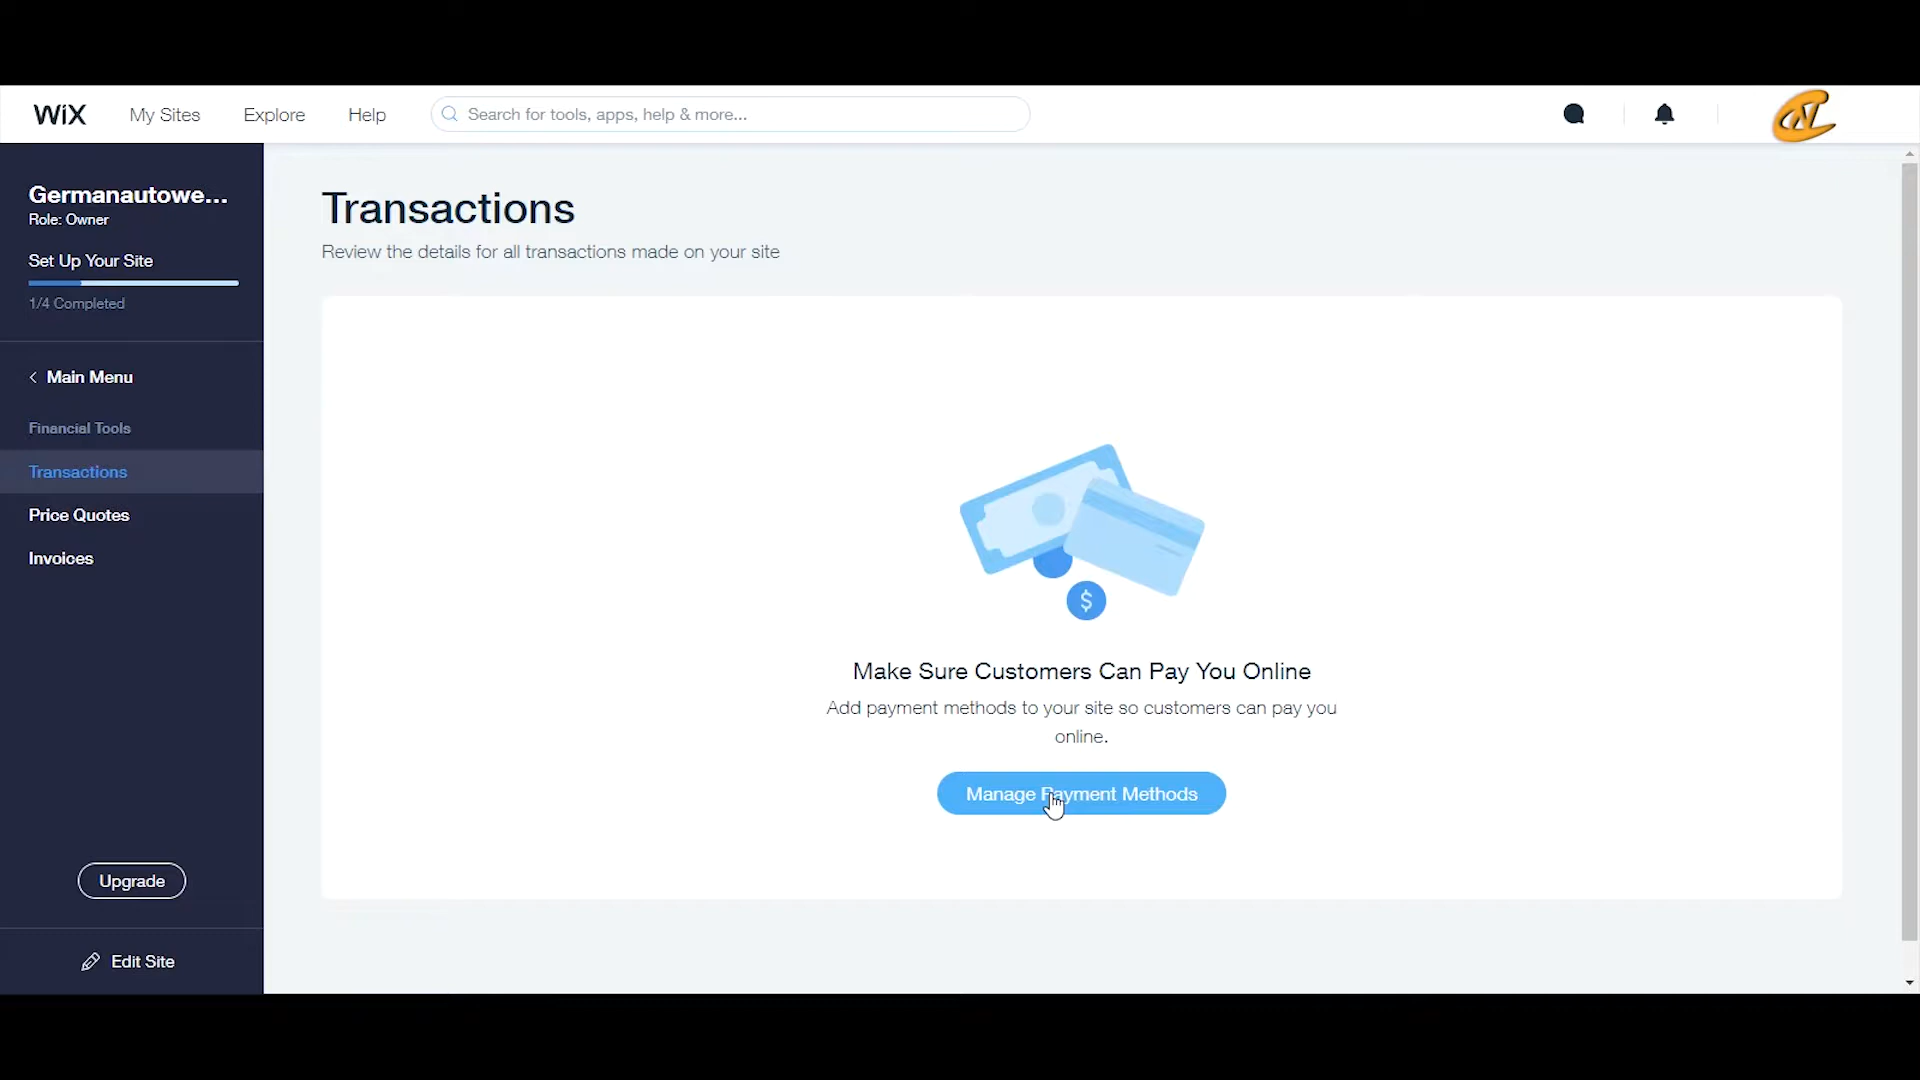 WiX My Sites Explore Help Search for tools, apps, help & more...
Germanautowe...
Role: Owner
Set Up Your Site
1/4 Completed
Main Menu
Financial Tools
Transactions
Price Quotes
Invoices
Upgrade
Edit Site
Transactions
Review the details for all transactions made on your site
$
Make Sure Customers Can Pay You Online
Add payment methods to your site so customers can pay you
online.
Manage Payment Methods